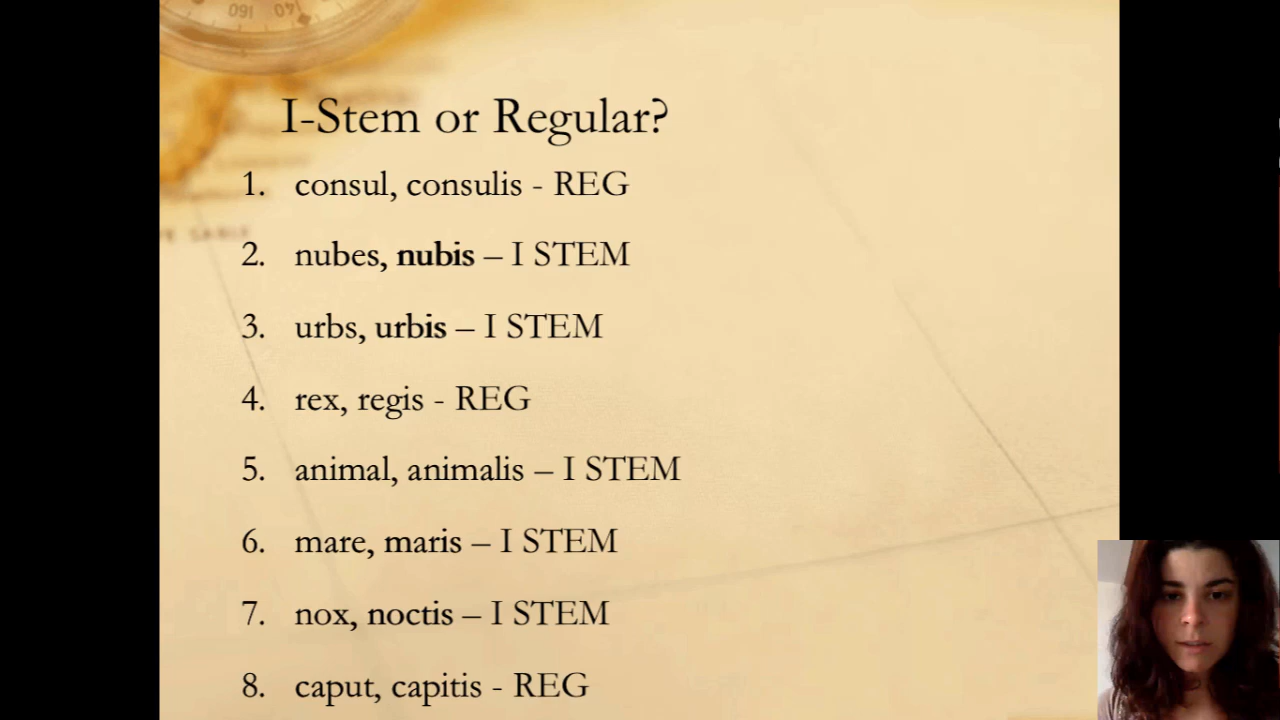 I-Stem or Regular?
1. consul, consulis - REG
2. nubes, nubis – I STEM
3. urbs, urbis – I STEM
4. rex, regis - REG
5. animal, animalis – I STEM
6. mare, maris – I STEM
7. nox, noctis – I STEM
8. caput, capitis - REG